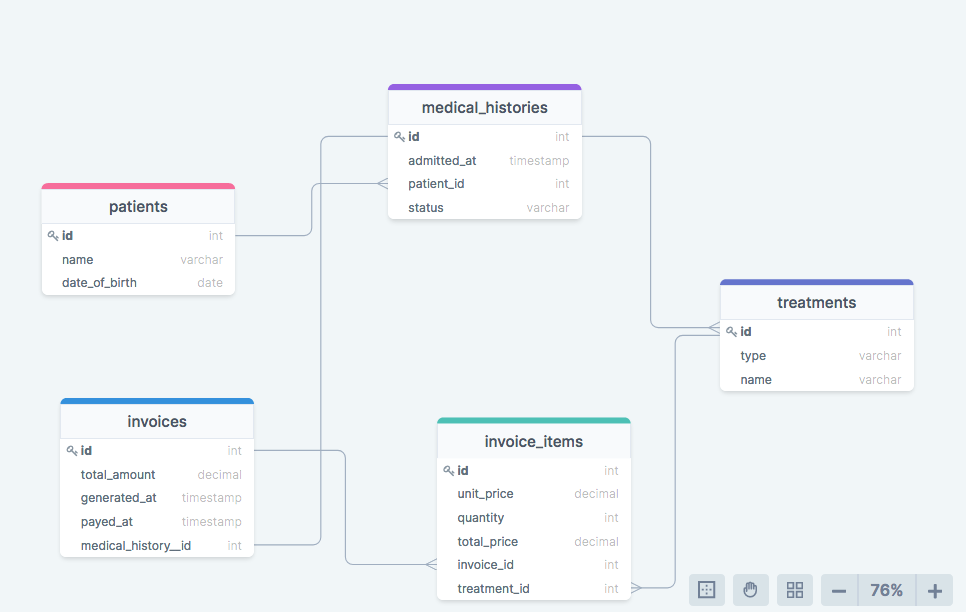 medical_histories
id int
admitted_at timestamp
patient_id int
status varchar
patients
id int
name varchar
date_of_birth date
treatments
id int
type varchar
name varchar
invoices
id int
total_amount decimal
generated_at timestamp
payed_at timestamp
medical_history__id int
invoice_items
id int
unit_price decimal
quantity int
total_price decimal
invoice_id int
treatment_id int
76%